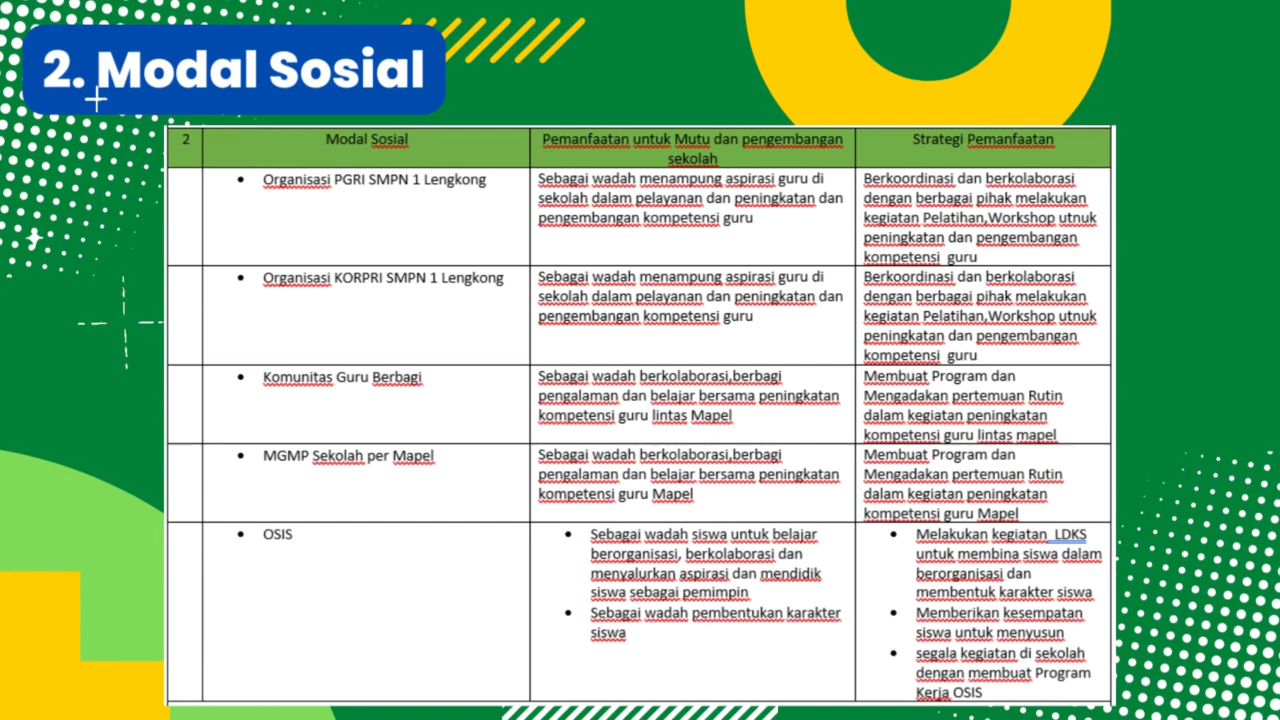 2. Modal Sosial
2 Modal Sosial Pemanfaatan untuk Mutu dan pengembangan Strategi Pemanfaatan
sekolah
• Organisasi PGRI SMPN 1 Lengkong
Sebagai wadah menampung aspirasi guru di
sekolah dalam pelayanan dan peningkatan dan
pengembangan kompetensi guru
Berkoordinasi dan berkolaborasi
dengan berbagai pihak melakukan
kegiatan Pelatihan,Workshop utnuk
peningkatan dan pengembangan
kompetensi guru
• Organisasi KORPRI SMPN 1 Lengkong
Sebagai wadah menampung aspirasi guru di
sekolah dalam pelayanan dan peningkatan dan
pengembangan kompetensi guru
Berkoordinasi dan berkolaborasi
dengan berbagai pihak melakukan
kegiatan Pelatihan,Workshop utnuk
peningkatan dan pengembangan
kompetensi guru
• Komunitas Guru Berbagi
Sebagai wadah berkolaborasi,berbagi
pengalaman dan belajar bersama peningkatan
kompetensi guru lintas Mapel
Membuat Program dan
Mengadakan pertemuan Rutin
dalam kegiatan peningkatan
kompetensi guru lintas mapel
• MGMP Sekolah per Mapel
Sebagai wadah berkolaborasi,berbagi
pengalaman dan belajar bersama peningkatan
kompetensi guru Mapel
Membuat Program dan
Mengadakan pertemuan Rutin
dalam kegiatan peningkatan
kompetensi guru Mapel
• OSIS
• Sebagai wadah siswa untuk belajar
berorganisasi, berkolaborasi dan
menyalurkan aspirasi dan mendidik
siswa sebagai pemimpin
• Sebagai wadah pembentukan karakter
siswa
• Melakukan kegiatan LDKS
untuk membina siswa dalam
berorganisasi dan
membentuk karakter siswa
• Memberikan kesempatan
siswa untuk menyusun
• segala kegiatan di sekolah
dengan membuat Program
Kerja OSIS